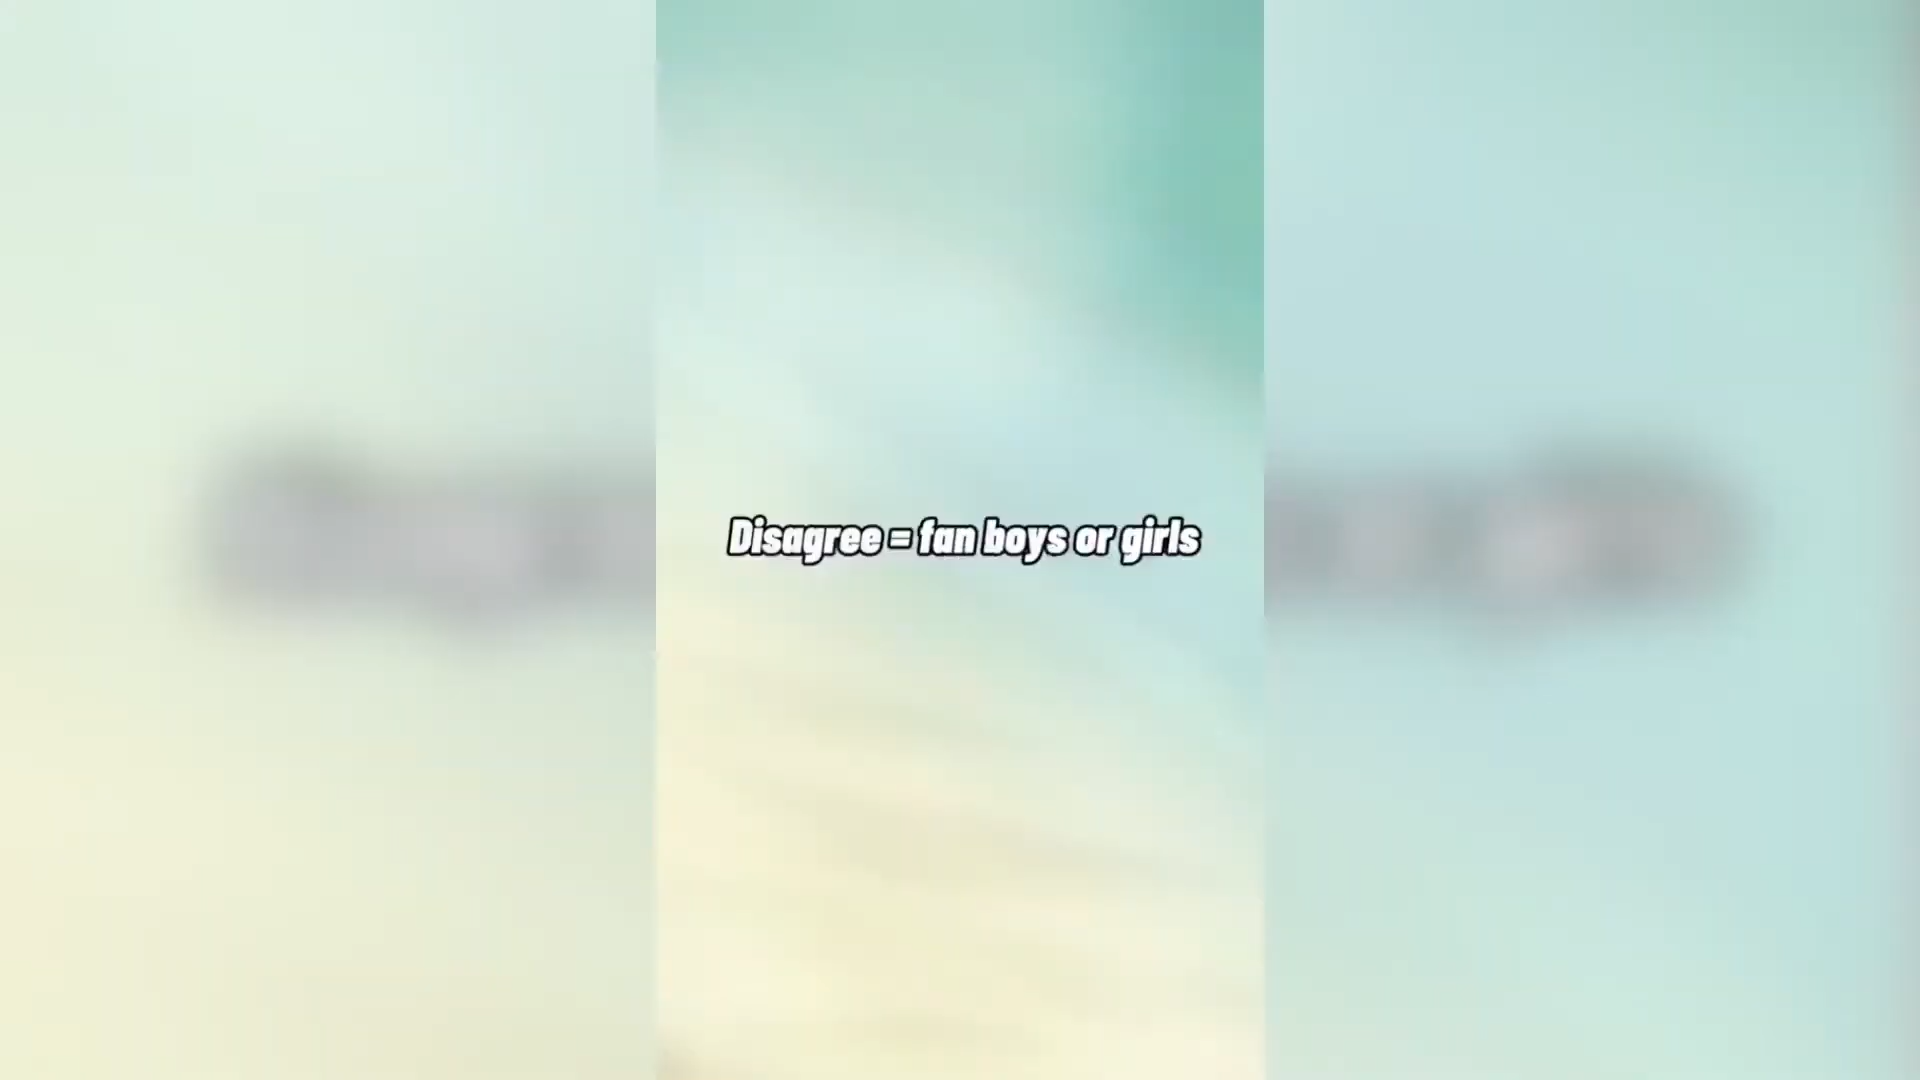 Disagree = fan boys or girls